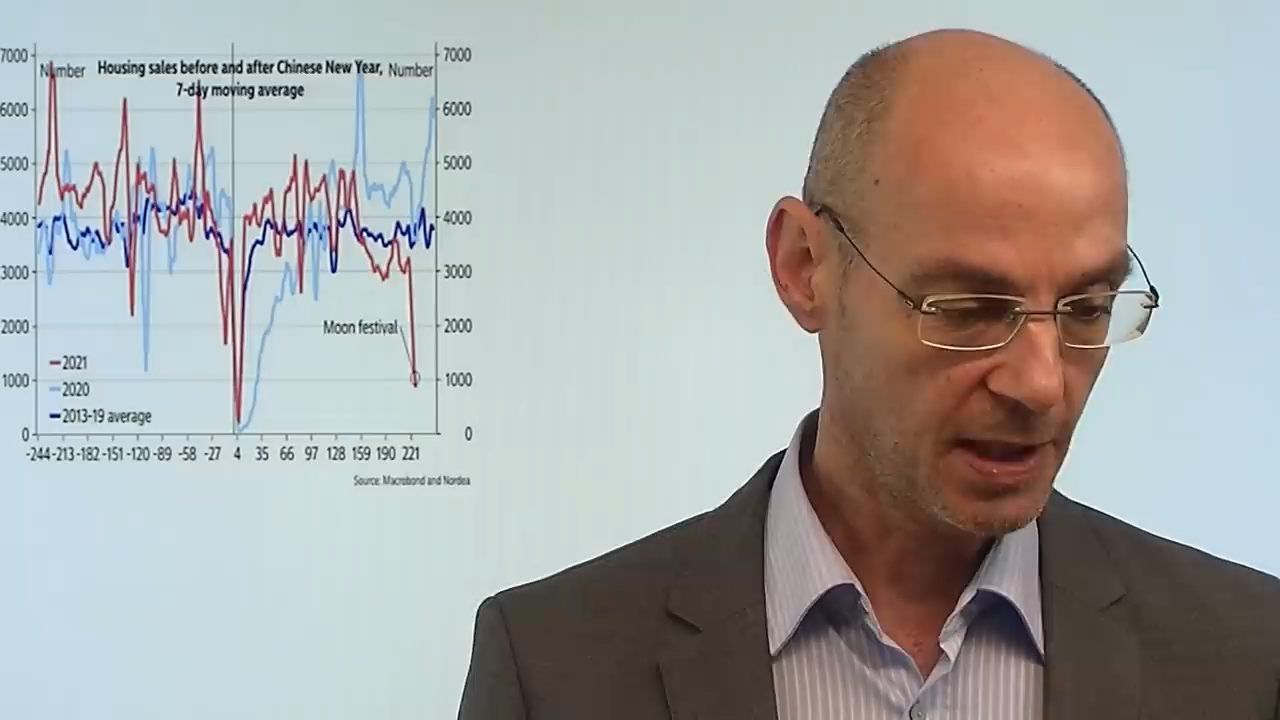 7000 7000
Number Housing sales before and after Chinese New Year, Number
7-day moving average
6000 6000
5000 5000
4000 4000
3000 3000
Moon festival
2000 2000
2021
1000 1000
2020
2013-19 average
0 0
-244 -213 -182 -151 -120 -89 -58 -27 4 35 66 97 128 159 190 221
Source: Macrobond and Nordea